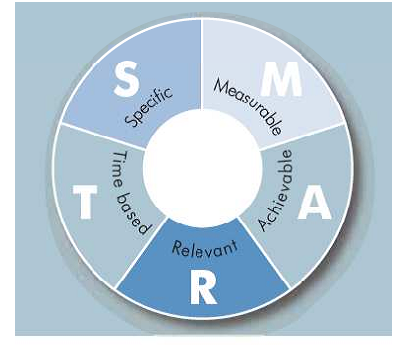 S
Specific
M
Measurable
A
Achievable
R
Relevant
T
Time based